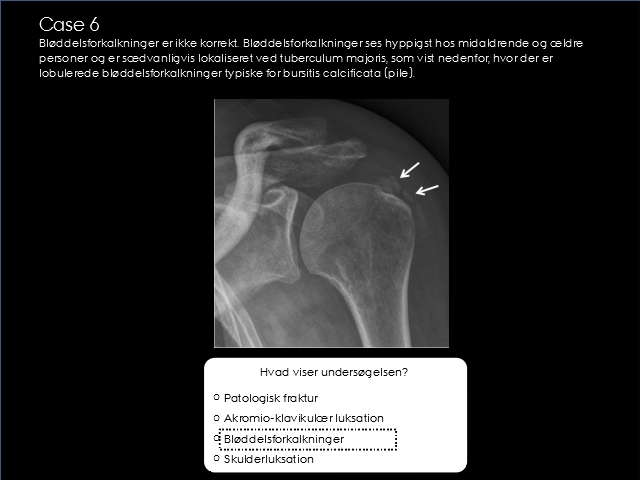 Case 6
Bløddelsforkalkninger er ikke korrekt. Bløddelsforkalkninger ses hyppigst hos midaldrende og ældre
personer og er sædvanligvis lokaliseret ved tuberculum majoris, som vist nedenfor, hvor der er
lobulerede bløddelsforkalkninger typiske for bursitis calcificata (pile).
Hvad viser undersøgelsen?
Patologisk fraktur
Akromio-klavikulær luksation
Bløddelsforkalkninger
Skulderluksation